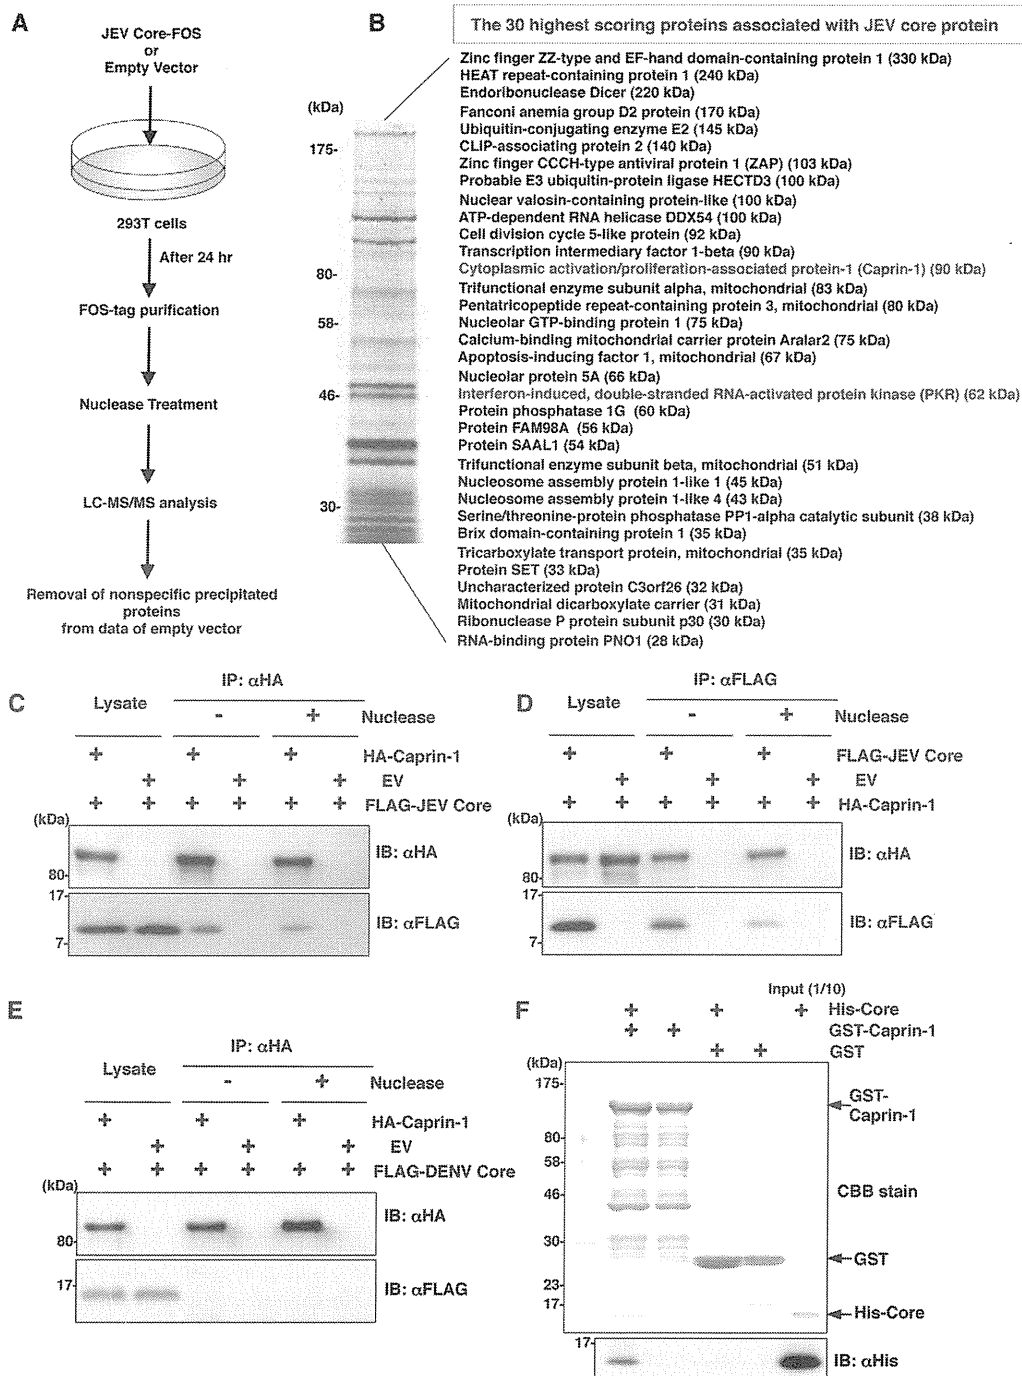 A
JEV Core-FOS
or
Empty Vector
293T cells
After 24 hr
FOS-tag purification
Nuclease Treatment
LC-MS/MS analysis
Removal of nonspecific precipitated
proteins
from data of empty vector
B
The 30 highest scoring proteins associated with JEV core protein
(kDa)
175-
80-
58-
46-
30-
Zinc finger ZZ-type and EF-hand domain-containing protein 1 (330 kDa)
HEAT repeat-containing protein 1 (240 kDa)
Endoribonuclease Dicer (220 kDa)
Fanconi anemia group D2 protein (170 kDa)
Ubiquitin-conjugating enzyme E2 (145 kDa)
CLIP-associating protein 2 (140 kDa)
Zinc finger CCCH-type antiviral protein 1 (ZAP) (103 kDa)
Probable E3 ubiquitin-protein ligase HECTD3 (100 kDa)
Nuclear valosin-containing protein-like (100 kDa)
ATP-dependent RNA helicase DDX54 (100 kDa)
Cell division cycle 5-like protein (92 kDa)
Transcription intermediary factor 1-beta (90 kDa)
Cytoplasmic activation/proliferation-associated protein-1 (Caprin-1) (90 kDa)
Trifunctional enzyme subunit alpha, mitochondrial (83 kDa)
Pentatricopeptide repeat-containing protein 3, mitochondrial (80 kDa)
Nucleolar GTP-binding protein 1 (75 kDa)
Calcium-binding mitochondrial carrier protein Aralar2 (75 kDa)
Apoptosis-inducing factor 1, mitochondrial (67 kDa)
Nucleolar protein 5A (66 kDa)
Interferon-induced, double-stranded RNA-activated protein kinase (PKR) (62 kDa)
Protein phosphatase 1G (60 kDa)
Protein FAM98A (56 kDa)
Protein SAAL1 (54 kDa)
Trifunctional enzyme subunit beta, mitochondrial (51 kDa)
Nucleosome assembly protein 1-like 1 (45 kDa)
Nucleosome assembly protein 1-like 4 (43 kDa)
Serine/threonine-protein phosphatase PP1-alpha catalytic subunit (38 kDa)
Brix domain-containing protein 1 (35 kDa)
Tricarboxylate transport protein, mitochondrial (35 kDa)
Protein SET (33 kDa)
Uncharacterized protein C3orf26 (32 kDa)
Mitochondrial dicarboxylate carrier (31 kDa)
Ribonuclease P protein subunit p30 (30 kDa)
RNA-binding protein PNO1 (28 kDa)
C
IP: αHA
Lysate
- + Nuclease
+ + + HA-Caprin-1
+ + + EV
+ + + + + + FLAG-JEV Core
(kDa)
80-
IB: αHA
17-
7-
IB: αFLAG
D
IP: αFLAG
Lysate
- + Nuclease
+ + + FLAG-JEV Core
+ + + EV
+ + + + + + HA-Caprin-1
(kDa)
80-
IB: αHA
17-
7-
IB: αFLAG
E
IP: αHA
Lysate
- + Nuclease
+ + + HA-Caprin-1
+ + + EV
+ + + + + + FLAG-DENV Core
(kDa)
80-
IB: αHA
17-
IB: αFLAG
F
Input (1/10)
+ + + His-Core
+ + GST-Caprin-1
+ + GST
(kDa)
175-
80-
58-
46-
30-
23-
17-
GST-
Caprin-1
CBB stain
GST
His-Core
17-
IB: αHis